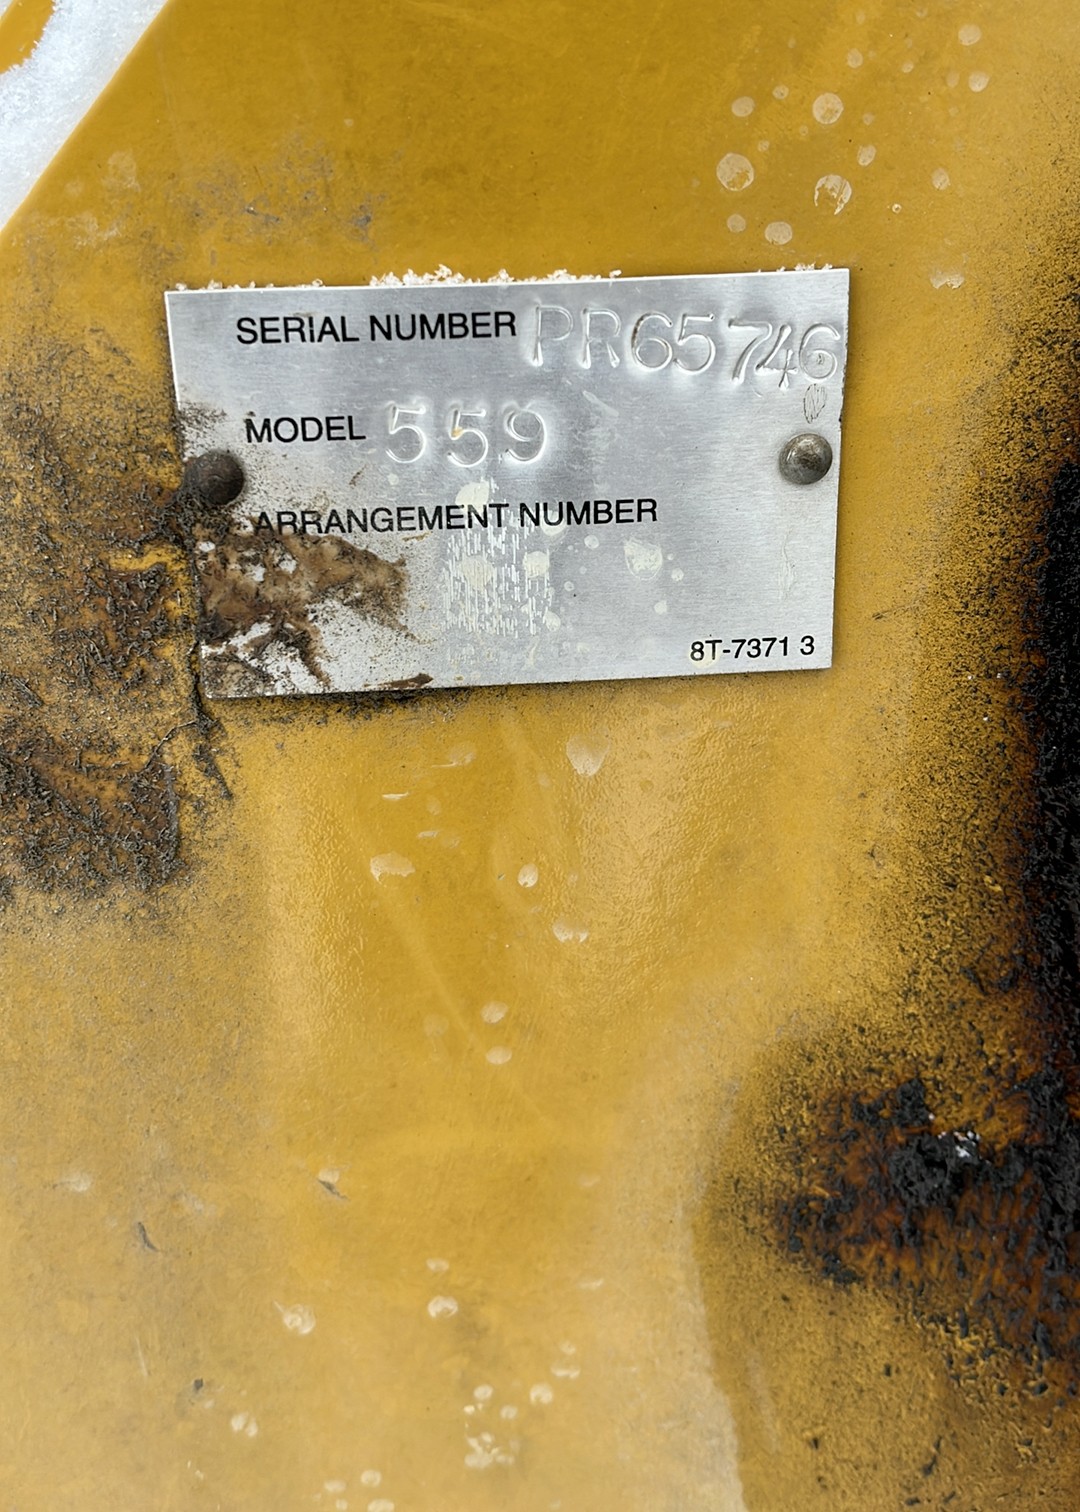 SERIAL NUMBER PR65746
MODEL 559
ARRANGEMENT NUMBER
8T-7371 3